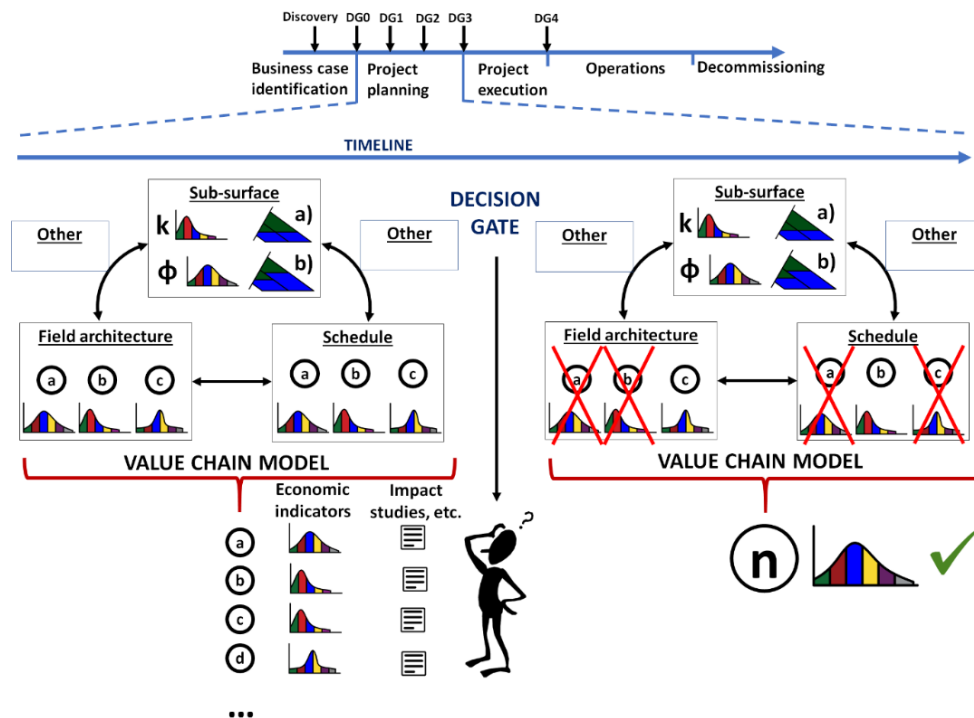 Discovery DG0 DG1 DG2 DG3 DG4
Business case Project Project Operations Decommissioning
identification planning execution
TIMELINE
Sub-surface
k a)
ϕ b)
Other
Other
Field architecture
a b c
Schedule
a b c
VALUE CHAIN MODEL
Economic Impact
indicators studies, etc.
a
b
c
d
...
DECISION
GATE
?
Sub-surface
k a)
ϕ b)
Other
Other
Field architecture
a b c
Schedule
a b c
VALUE CHAIN MODEL
n